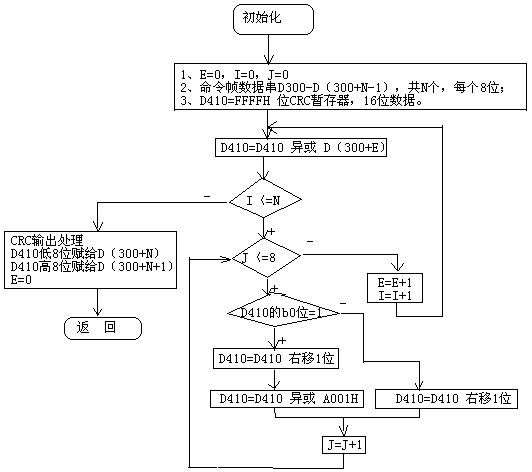 初始化
1、E=0, I=0, J=0
2、命令帧数据串D300-D（300+N-1），共N个，每个8位；
3、D410=FFFFH 位CRC暂存器，16位数据。
D410=D410 异或 D（300+E）
I <=N
-
+
CRC输出处理
D410低8位赋给D（300+N）
D410高8位赋给D（300+N+1）
E=0
返 回
J <=8
-
+
E=E+1
I=I+1
D410的b0位=1
-
+
D410=D410 右移1位
D410=D410 异或 A001H
D410=D410 右移1位
J=J+1